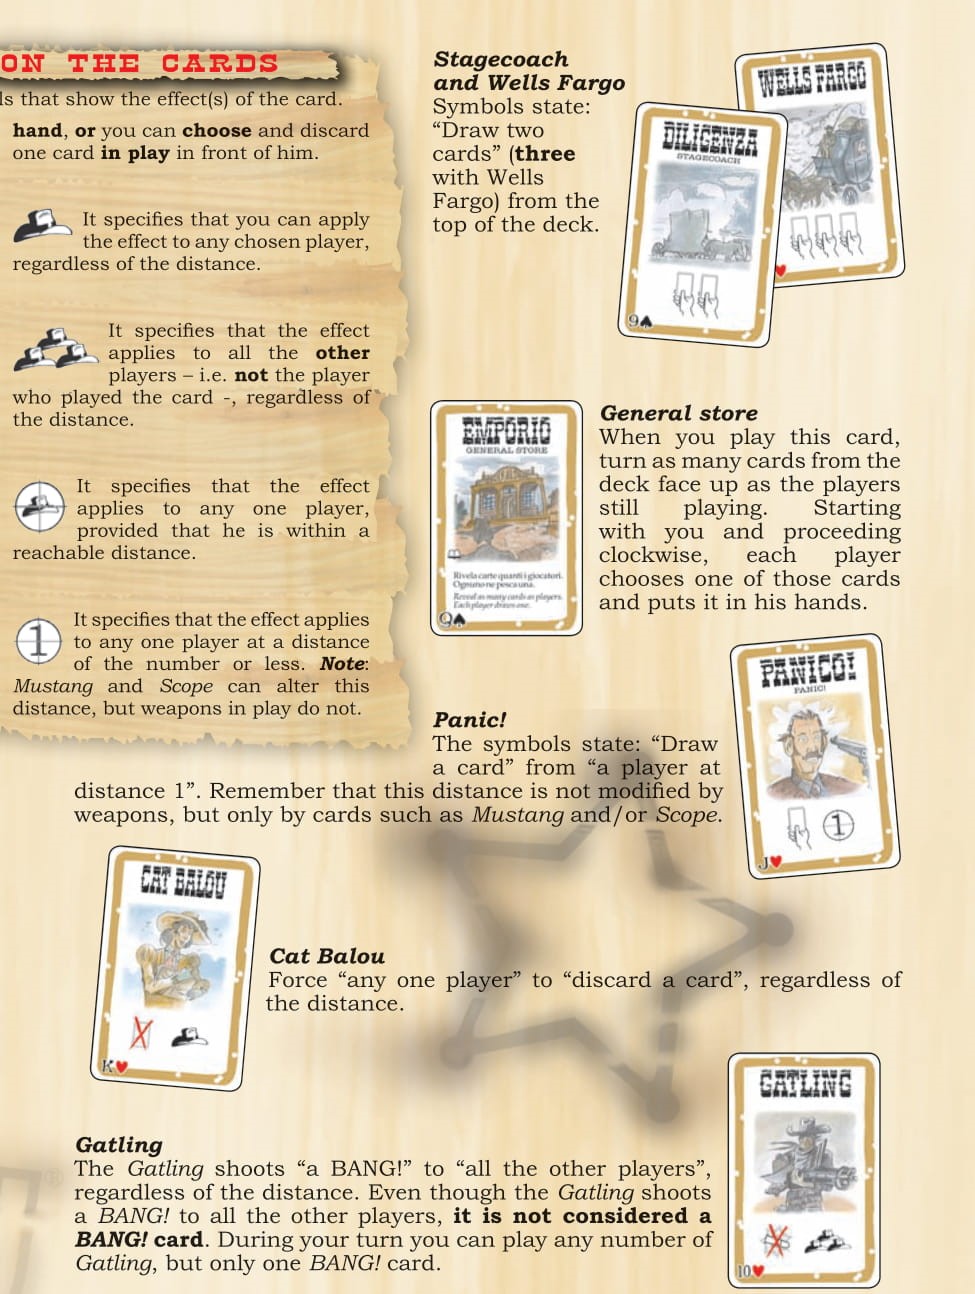 ON THE CARDS
ls that show the effect(s) of the card.
hand, or you can choose and discard
one card in play in front of him.
It specifies that you can apply
the effect to any chosen player,
regardless of the distance.
It specifies that the effect
applies to all the other
players – i.e. not the player
who played the card -, regardless of
the distance.
It specifies that the effect
applies to any one player,
provided that he is within a
reachable distance.
1
It specifies that the effect applies
to any one player at a distance
of the number or less. Note:
Mustang and Scope can alter this
distance, but weapons in play do not.
Stagecoach
and Wells Fargo
Symbols state:
“Draw two
cards” (three
with Wells
Fargo) from the
top of the deck.
WELLS FARGO
DILIGENZA
STAGECOACH
9♠
EMPORIO
GENERAL STORE
Rivela carte quanti i giocatori.
Ognuno ne pesca una.
Reveal as many cards as players.
Each player draws one.
Q♠
General store
When you play this card,
turn as many cards from the
deck face up as the players
still playing. Starting
with you and proceeding
clockwise, each player
chooses one of those cards
and puts it in his hands.
PANICO!
PANIC!
1
J♥
Panic!
The symbols state: “Draw
a card” from “a player at
distance 1”. Remember that this distance is not modified by
weapons, but only by cards such as Mustang and/or Scope.
CAT BALOU
K♥
Cat Balou
Force “any one player” to “discard a card”, regardless of
the distance.
Gatling
The Gatling shoots “a BANG!” to “all the other players”,
regardless of the distance. Even though the Gatling shoots
a BANG! to all the other players, it is not considered a
BANG! card. During your turn you can play any number of
Gatling, but only one BANG! card.
GATLING
10♥